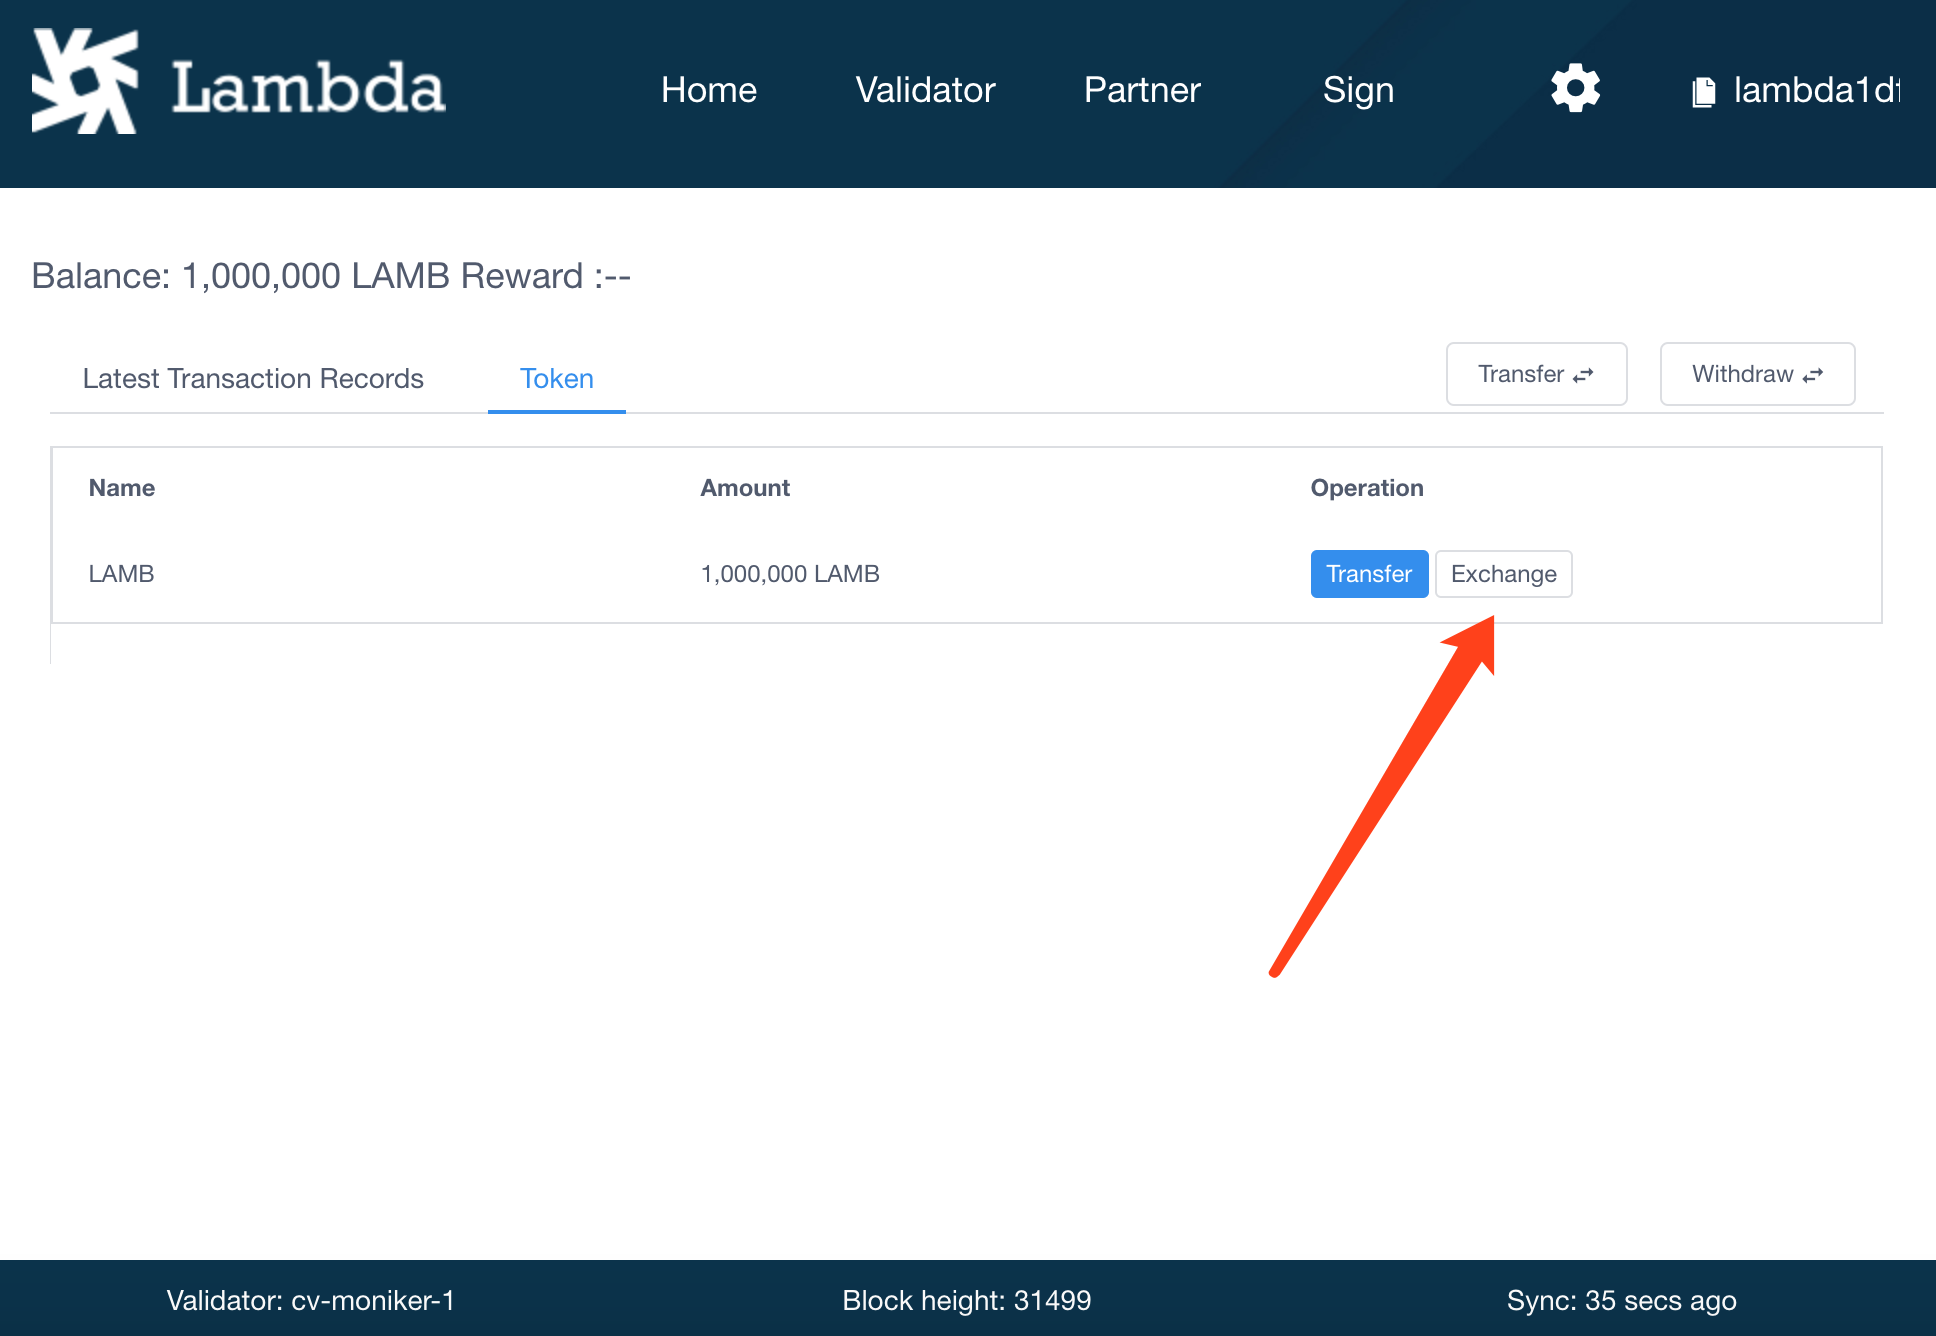 Lambda
Home Validator Partner Sign
Balance: 1,000,000 LAMB Reward :--
Latest Transaction Records Token Transfer Withdraw
Name Amount Operation
LAMB 1,000,000 LAMB Transfer Exchange
Validator: cv-moniker-1 Block height: 31499 Sync: 35 secs ago